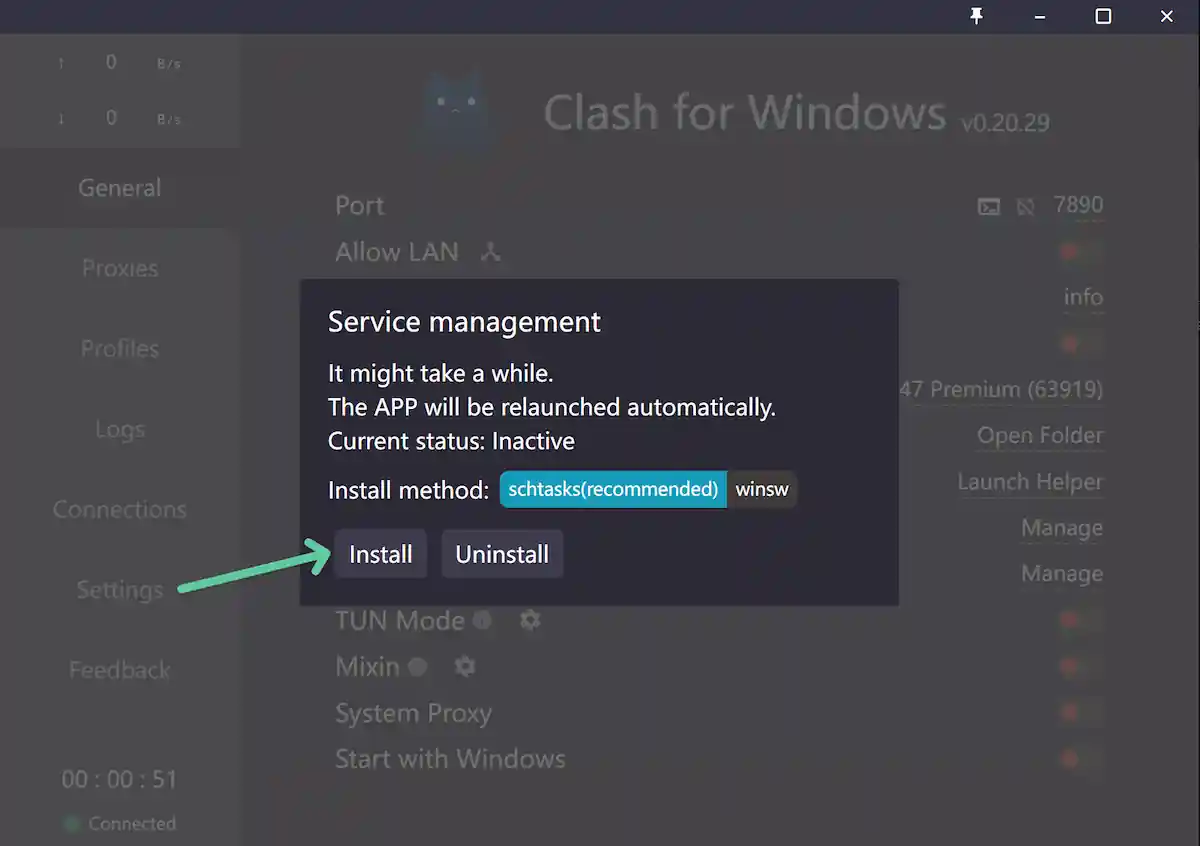 ↑ 0 B/s
↓ 0 B/s
General
Proxies
Profiles
Logs
Connections
Settings
Feedback
00 : 00 : 51
Connected
Clash for Windows v0.20.29
Port 7890
Allow LAN
info
47 Premium (63919)
Open Folder
Launch Helper
Manage
Manage
Service management
It might take a while.
The APP will be relaunched automatically.
Current status: Inactive
Install method: schtasks(recommended) winsw
Install Uninstall
TUN Mode
Mixin
System Proxy
Start with Windows